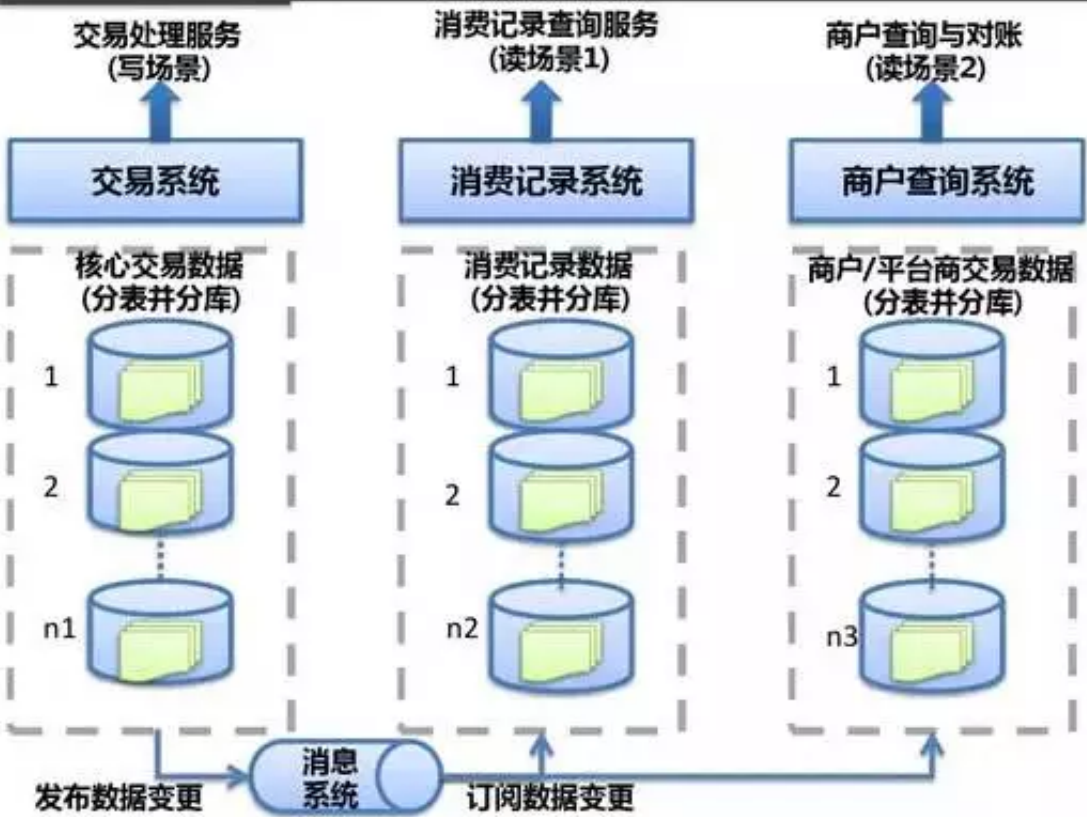 交易处理服务
(写场景)
消费记录查询服务
(读场景1)
商户查询与对账
(读场景2)
交易系统
消费记录系统
商户查询系统
核心交易数据
(分表并分库)
1
2
n1
消费记录数据
(分表并分库)
1
2
n2
商户/平台商交易数据
(分表并分库)
1
2
n3
发布数据变更
消息
系统
订阅数据变更